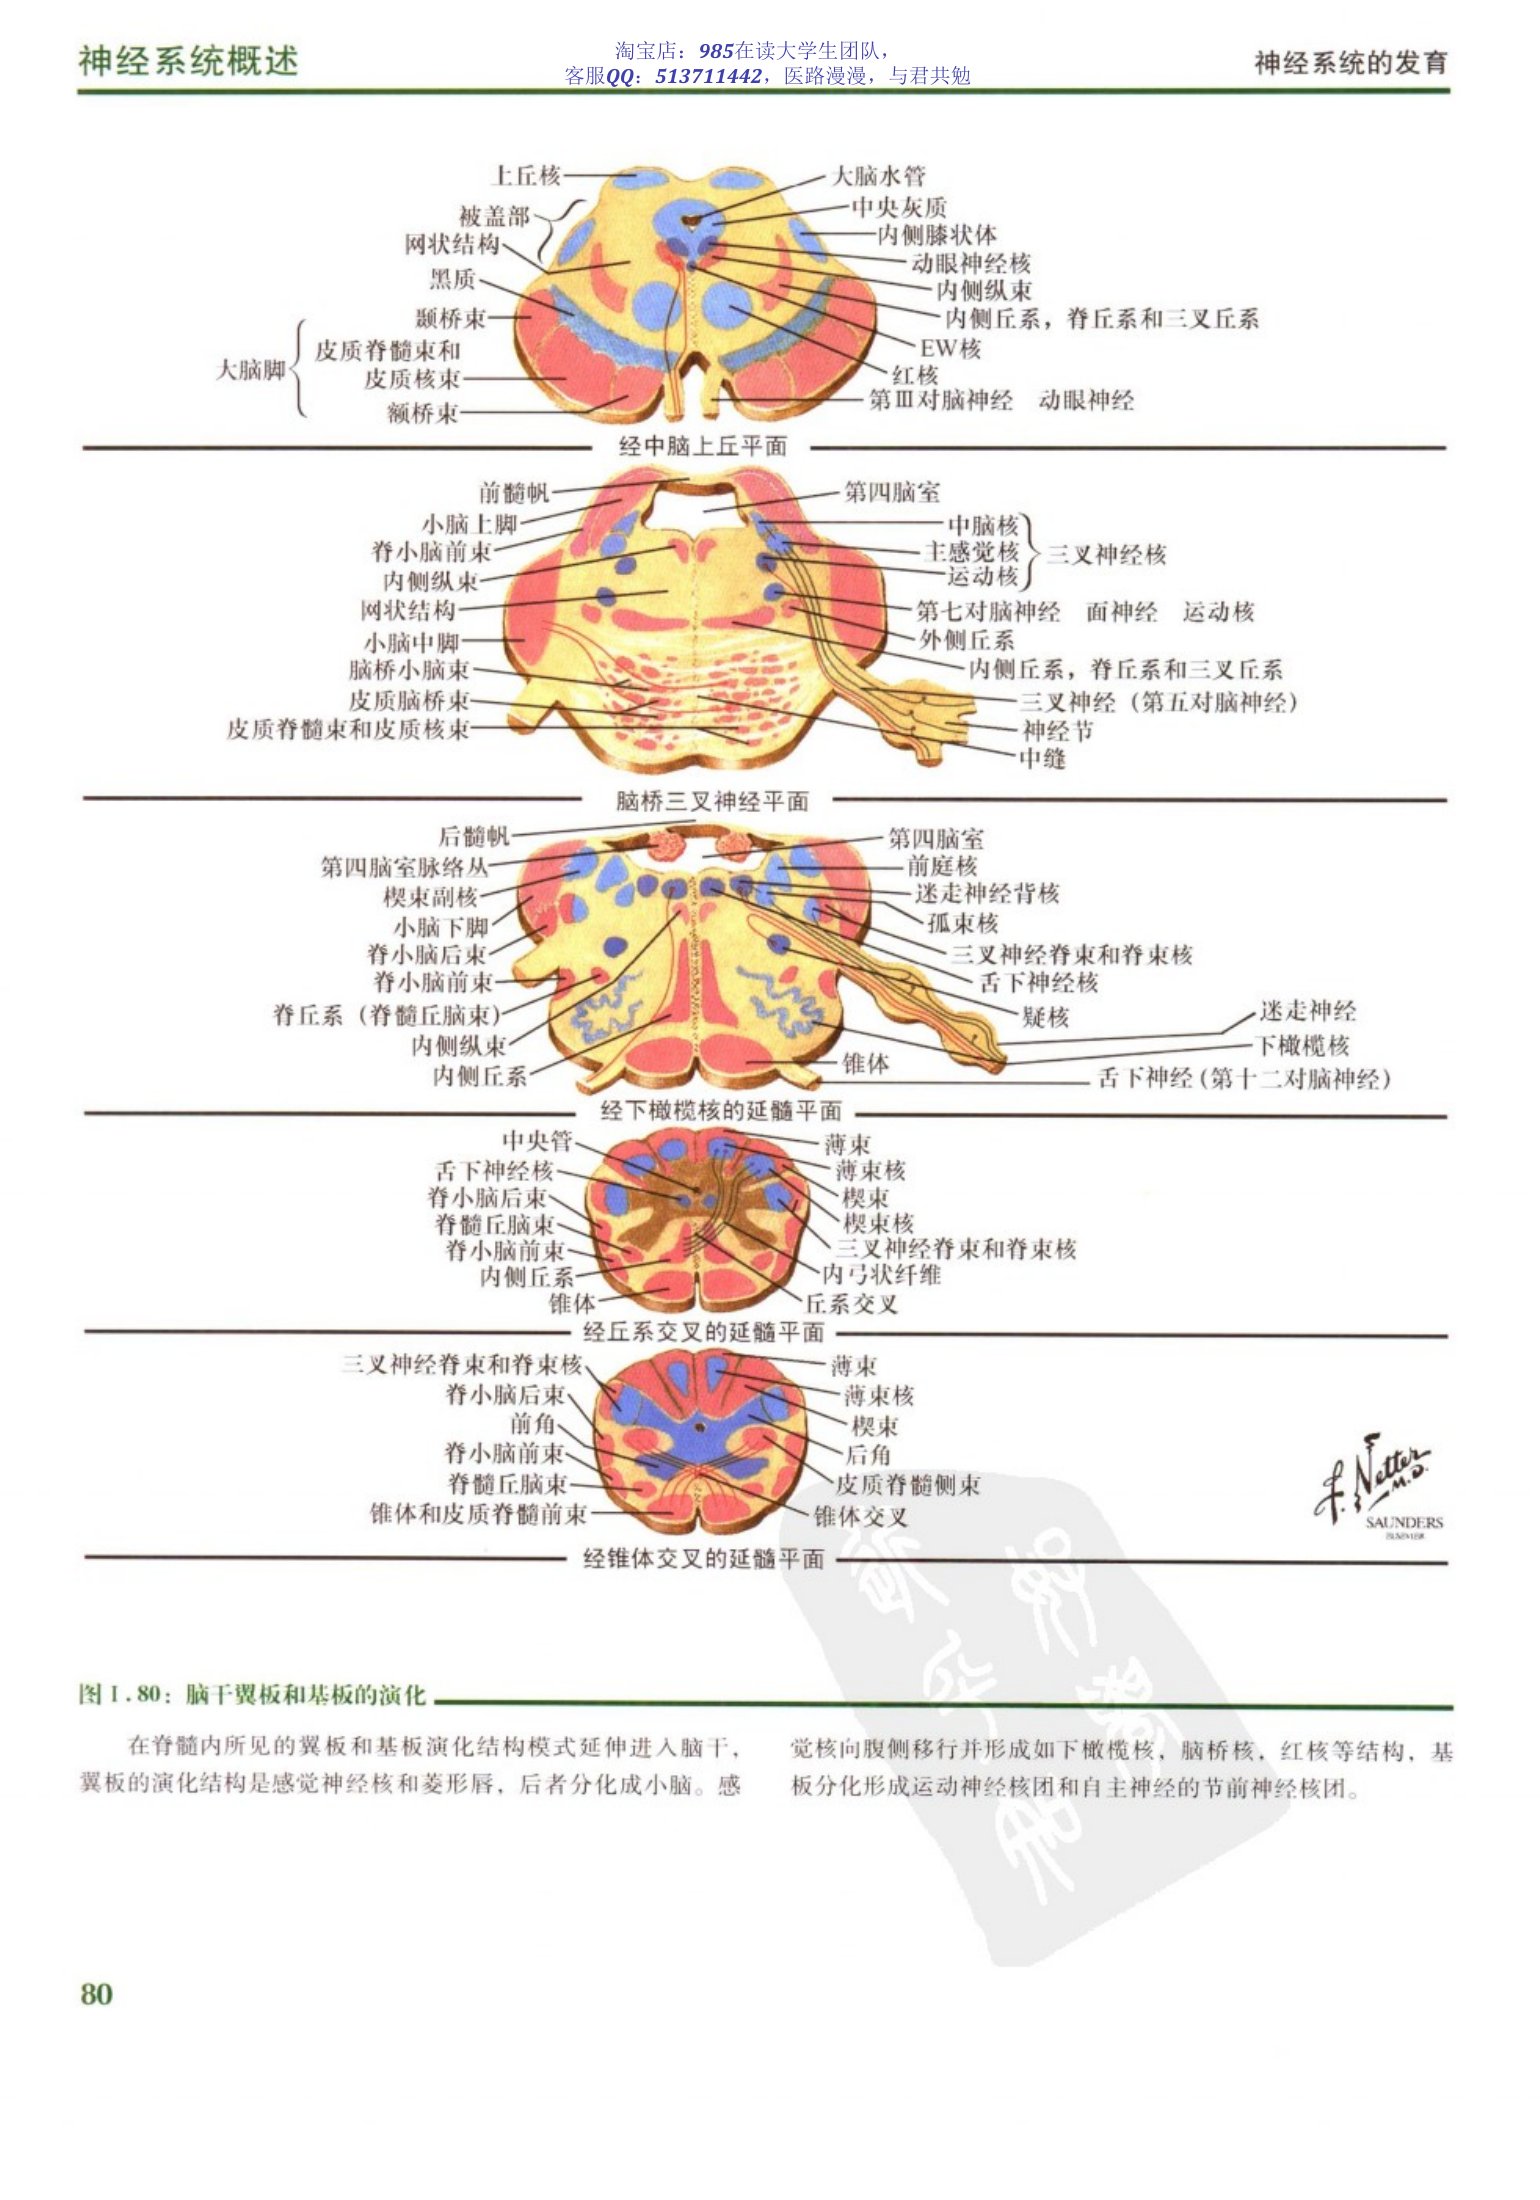 神经系统概述
淘宝店：985在读大学生团队，
客服QQ：513711442，医路漫漫，与君共勉
神经系统的发育
上丘核
被盖部
网状结构
黑质
颞桥束
大脑脚
皮质脊髓束和
皮质核束
额桥束
大脑水管
中央灰质
内侧膝状体
动眼神经核
内侧纵束
内侧丘系，脊丘系和三叉丘系
EW核
红核
第Ⅲ对脑神经　动眼神经
经中脑上丘平面
前髓帆
小脑上脚
脊小脑前束
内侧纵束
网状结构
小脑中脚
脑桥小脑束
皮质脑桥束
皮质脊髓束和皮质核束
第四脑室
中脑核
主感觉核
运动核
三叉神经核
第七对脑神经　面神经　运动核
外侧丘系
内侧丘系，脊丘系和三叉丘系
三叉神经（第五对脑神经）
神经节
中缝
脑桥三叉神经平面
后髓帆
第四脑室脉络丛
楔束副核
小脑下脚
脊小脑后束
脊小脑前束
脊丘系（脊髓丘脑束）
内侧纵束
内侧丘系
第四脑室
前庭核
迷走神经背核
孤束核
三叉神经脊束和脊束核
舌下神经核
疑核
迷走神经
下橄榄核
锥体
舌下神经（第十二对脑神经）
经下橄榄核的延髓平面
中央管
舌下神经核
脊小脑后束
脊髓丘脑束
脊小脑前束
内侧丘系
锥体
薄束
薄束核
楔束
楔束核
三叉神经脊束和脊束核
内弓状纤维
丘系交叉
经丘系交叉的延髓平面
三叉神经脊束和脊束核
脊小脑后束
前角
脊小脑前束
脊髓丘脑束
锥体和皮质脊髓前束
薄束
薄束核
楔束
后角
皮质脊髓侧束
锥体交叉
经锥体交叉的延髓平面
F. Netter
M.D.
SAUNDERS
ELSEVIER
图 I.80：脑干翼板和基板的演化
在脊髓内所见的翼板和基板演化结构模式延伸进入脑干，
翼板的演化结构是感觉神经核和菱形唇，后者分化成小脑。感
觉核向腹侧移行并形成如下橄榄核，脑桥核，红核等结构，基
板分化形成运动神经核团和自主神经的节前神经核团。
80